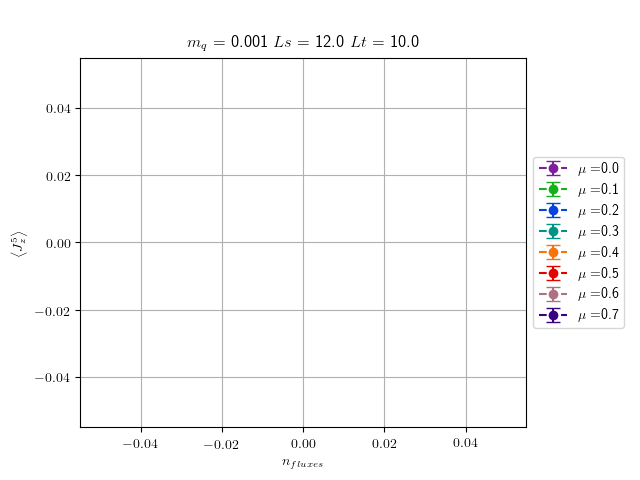 m_q = 0.001 Ls = 12.0 Lt = 10.0
0.04
0.02
0.00
−0.02
−0.04
⟨J_z^5⟩
−0.04 −0.02 0.00 0.02 0.04
n_{fluxes}
μ =0.0
μ =0.1
μ =0.2
μ =0.3
μ =0.4
μ =0.5
μ =0.6
μ =0.7